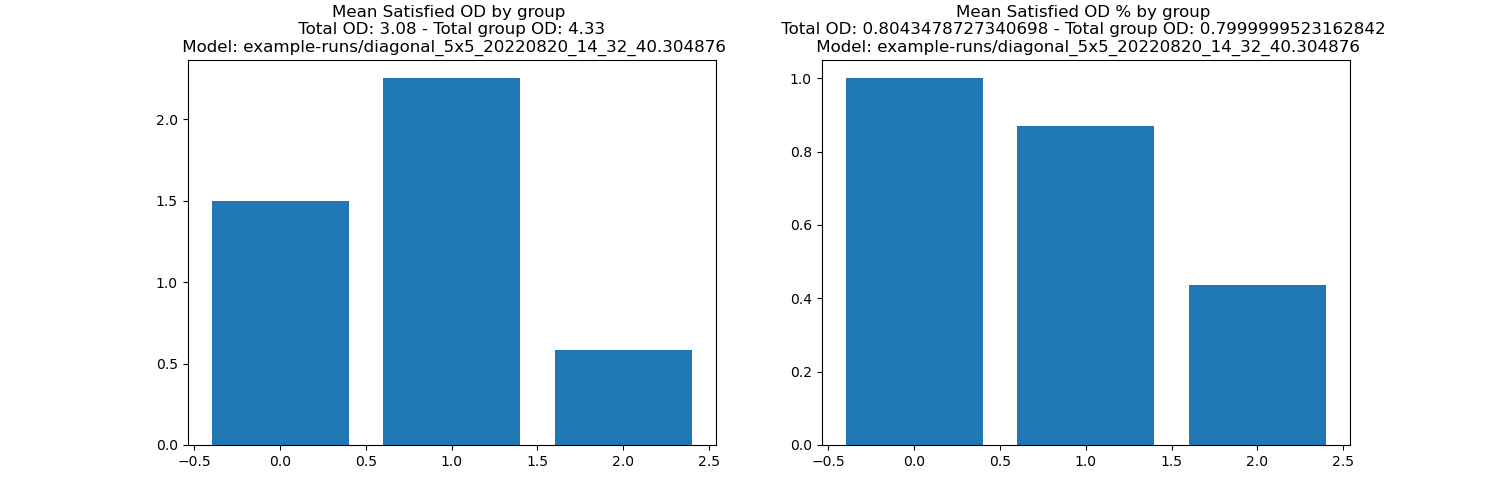 Mean Satisfied OD by group
Total OD: 3.08 - Total group OD: 4.33
Model: example-runs/diagonal_5x5_20220820_14_32_40.304876
2.0
1.5
1.0
0.5
0.0
−0.5 0.0 0.5 1.0 1.5 2.0 2.5
Mean Satisfied OD % by group
Total OD: 0.8043478727340698 - Total group OD: 0.7999999523162842
Model: example-runs/diagonal_5x5_20220820_14_32_40.304876
1.0
0.8
0.6
0.4
0.2
0.0
−0.5 0.0 0.5 1.0 1.5 2.0 2.5